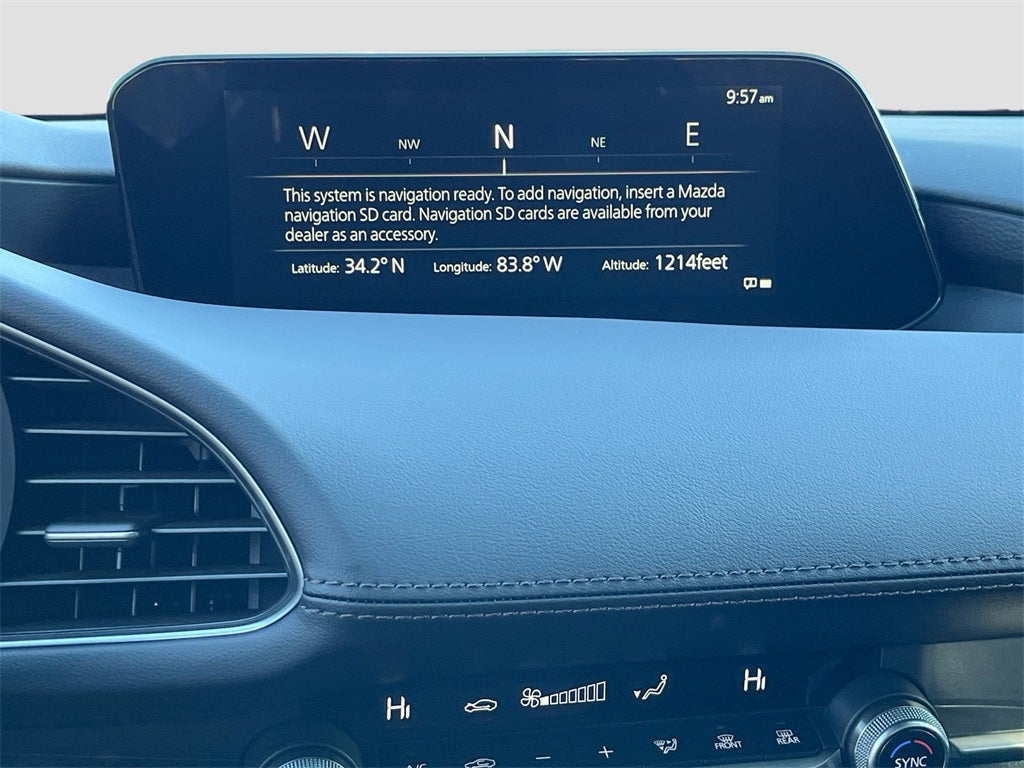 9:57am
W NW N NE E
This system is navigation ready. To add navigation, insert a Mazda
navigation SD card. Navigation SD cards are available from your
dealer as an accessory.
Latitude: 34.2° N Longitude: 83.8° W Altitude: 1214feet
Hi Hi
A/C - + FRONT REAR
SYNC